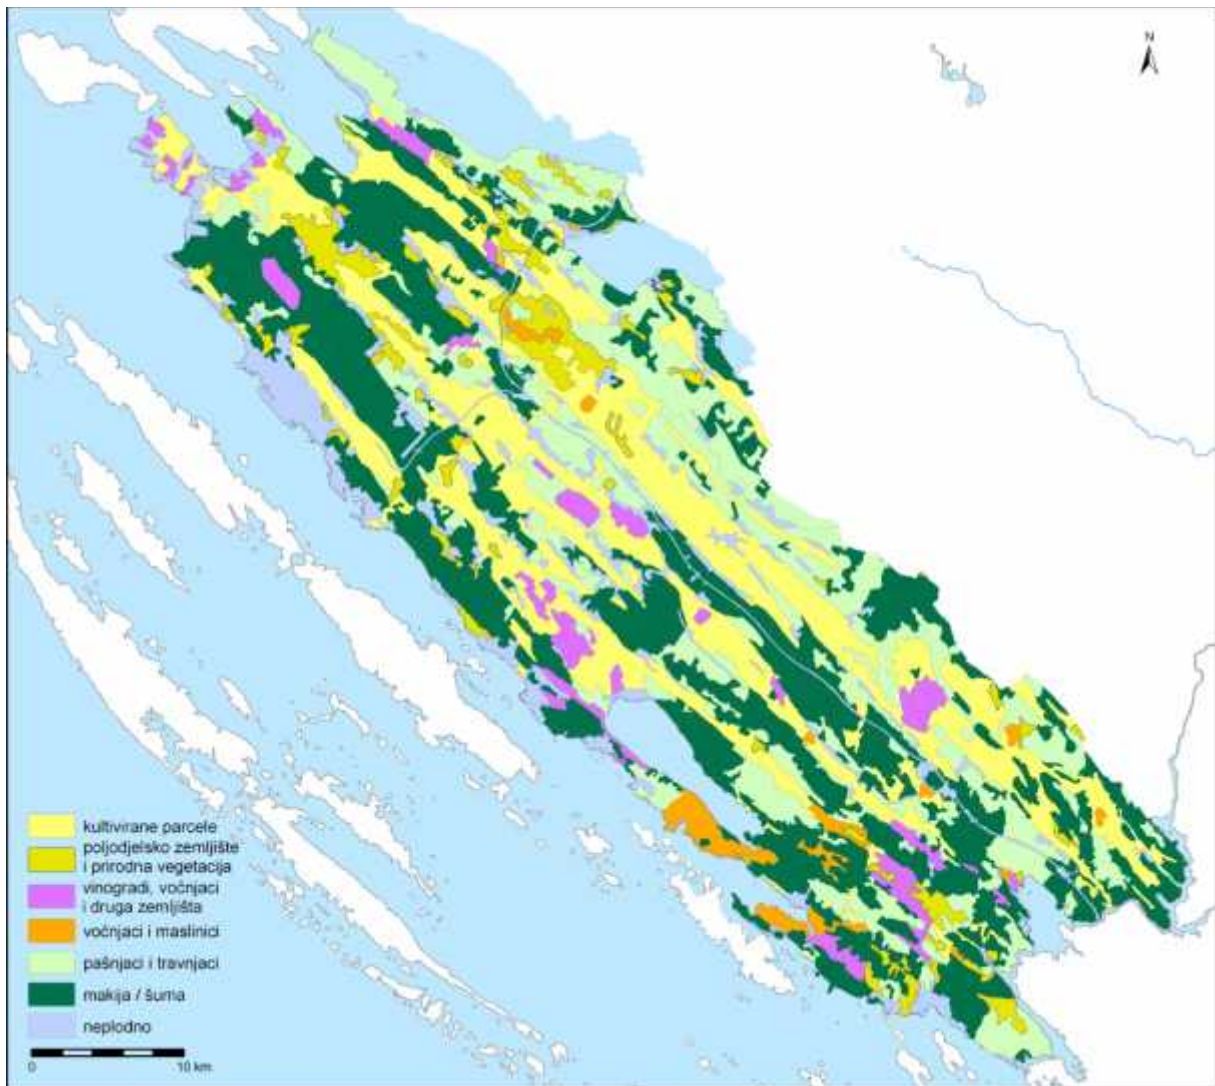 N
kultivirane parcele
poljodjelsko zemljište
i prirodna vegetacija
vinogradi, voćnjaci
i druga zemljišta
voćnjaci i maslinici
pašnjaci i travnjaci
makija / šuma
neplodno
0 10 km